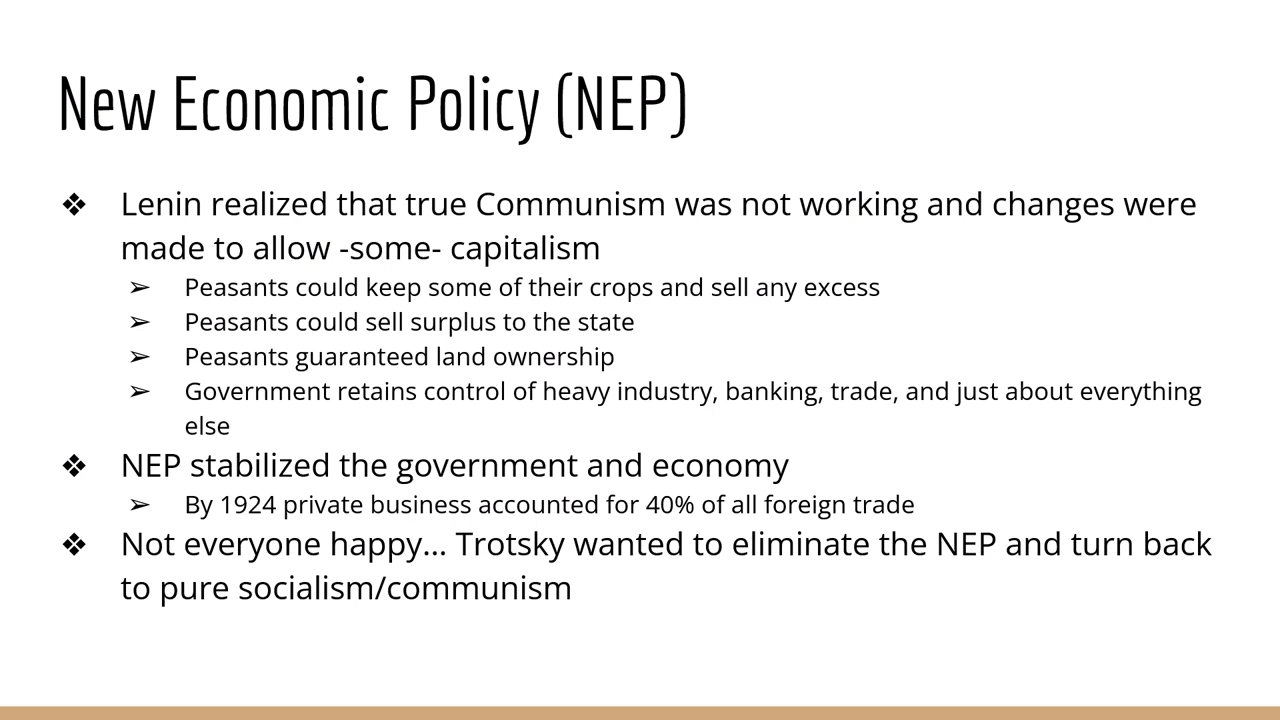 New Economic Policy (NEP)
❖ Lenin realized that true Communism was not working and changes were
made to allow -some- capitalism
➢ Peasants could keep some of their crops and sell any excess
➢ Peasants could sell surplus to the state
➢ Peasants guaranteed land ownership
➢ Government retains control of heavy industry, banking, trade, and just about everything
else
❖ NEP stabilized the government and economy
➢ By 1924 private business accounted for 40% of all foreign trade
❖ Not everyone happy... Trotsky wanted to eliminate the NEP and turn back
to pure socialism/communism